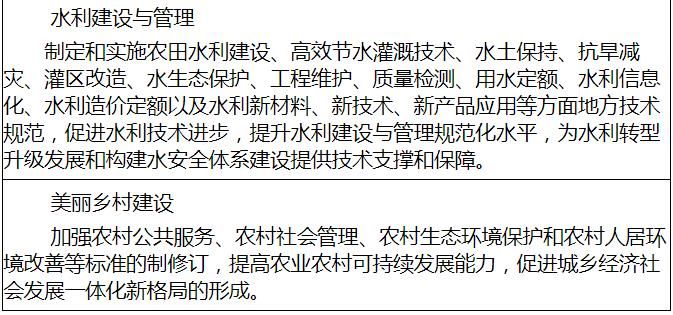 水利建设与管理
制定和实施农田水利建设、高效节水灌溉技术、水土保持、抗旱减
灾、灌区改造、水生态保护、工程维护、质量检测、用水定额、水利信息
化、水利造价定额以及水利新材料、新技术、新产品应用等方面地方技术
规范，促进水利技术进步，提升水利建设与管理规范化水平，为水利转型
升级发展和构建水安全体系建设提供技术支撑和保障。
美丽乡村建设
加强农村公共服务、农村社会管理、农村生态环境保护和农村人居环
境改善等标准的制修订，提高农业农村可持续发展能力，促进城乡经济社
会发展一体化新格局的形成。